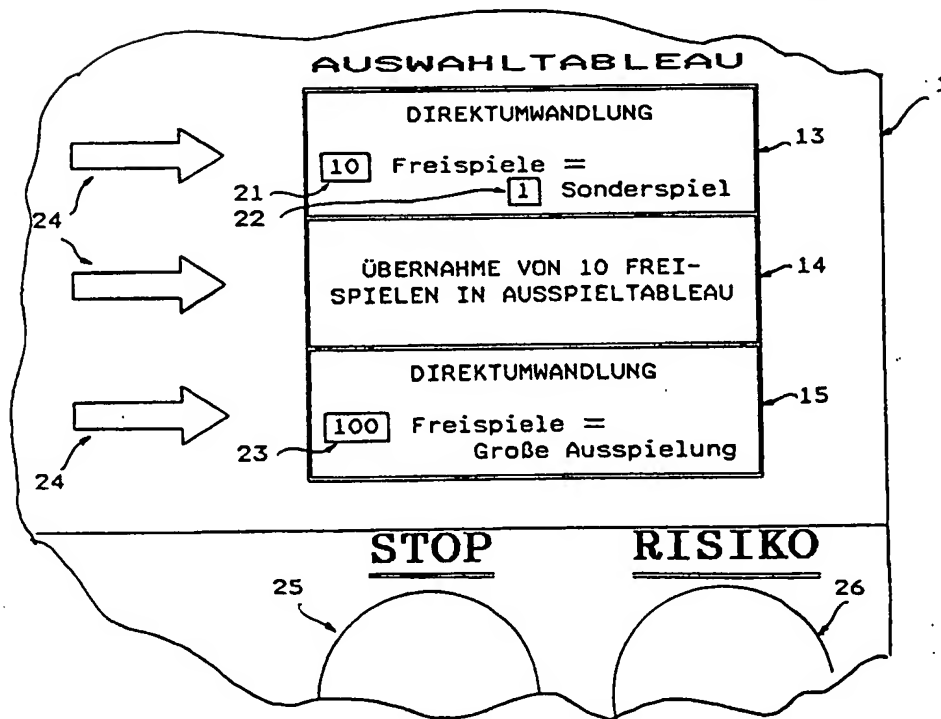 AUSWAHLTABLEAU
DIREKTUMWANDLUNG
13
10 Freispiele =
21
1 Sonderspiel
22
24
ÜBERNAHME VON 10 FREI-
SPIELEN IN AUSSPIELTABLEAU
14
DIREKTUMWANDLUNG
15
100 Freispiele =
23
Große Ausspielung
24
STOP RISIKO
25
26